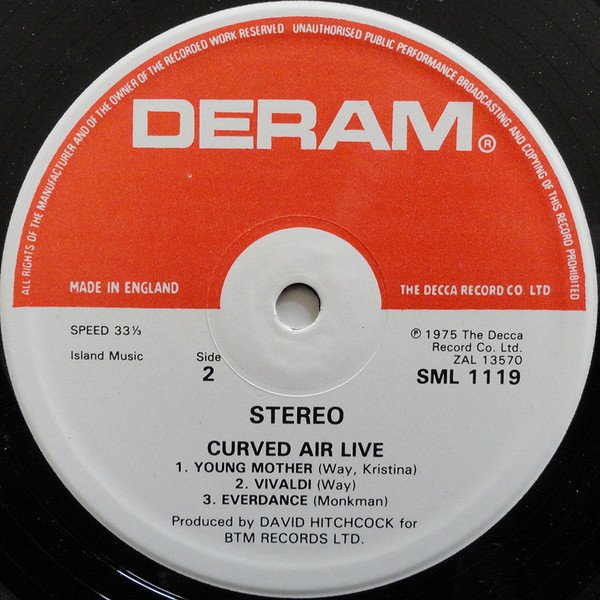 ALL RIGHTS OF THE MANUFACTURER AND OF THE OWNER OF THE RECORDED WORK RESERVED UNAUTHORISED PUBLIC PERFORMANCE BROADCASTING AND COPYING OF THIS RECORD PROHIBITED
DERAM®
MADE IN ENGLAND
THE DECCA RECORD CO. LTD
SPEED 33⅓
℗ 1975 The Decca
Record Co. Ltd.
Island Music
Side
ZAL 13570
2
SML 1119
STEREO
CURVED AIR LIVE
1. YOUNG MOTHER (Way, Kristina)
2. VIVALDI (Way)
3. EVERDANCE (Monkman)
Produced by DAVID HITCHCOCK for
BTM RECORDS LTD.